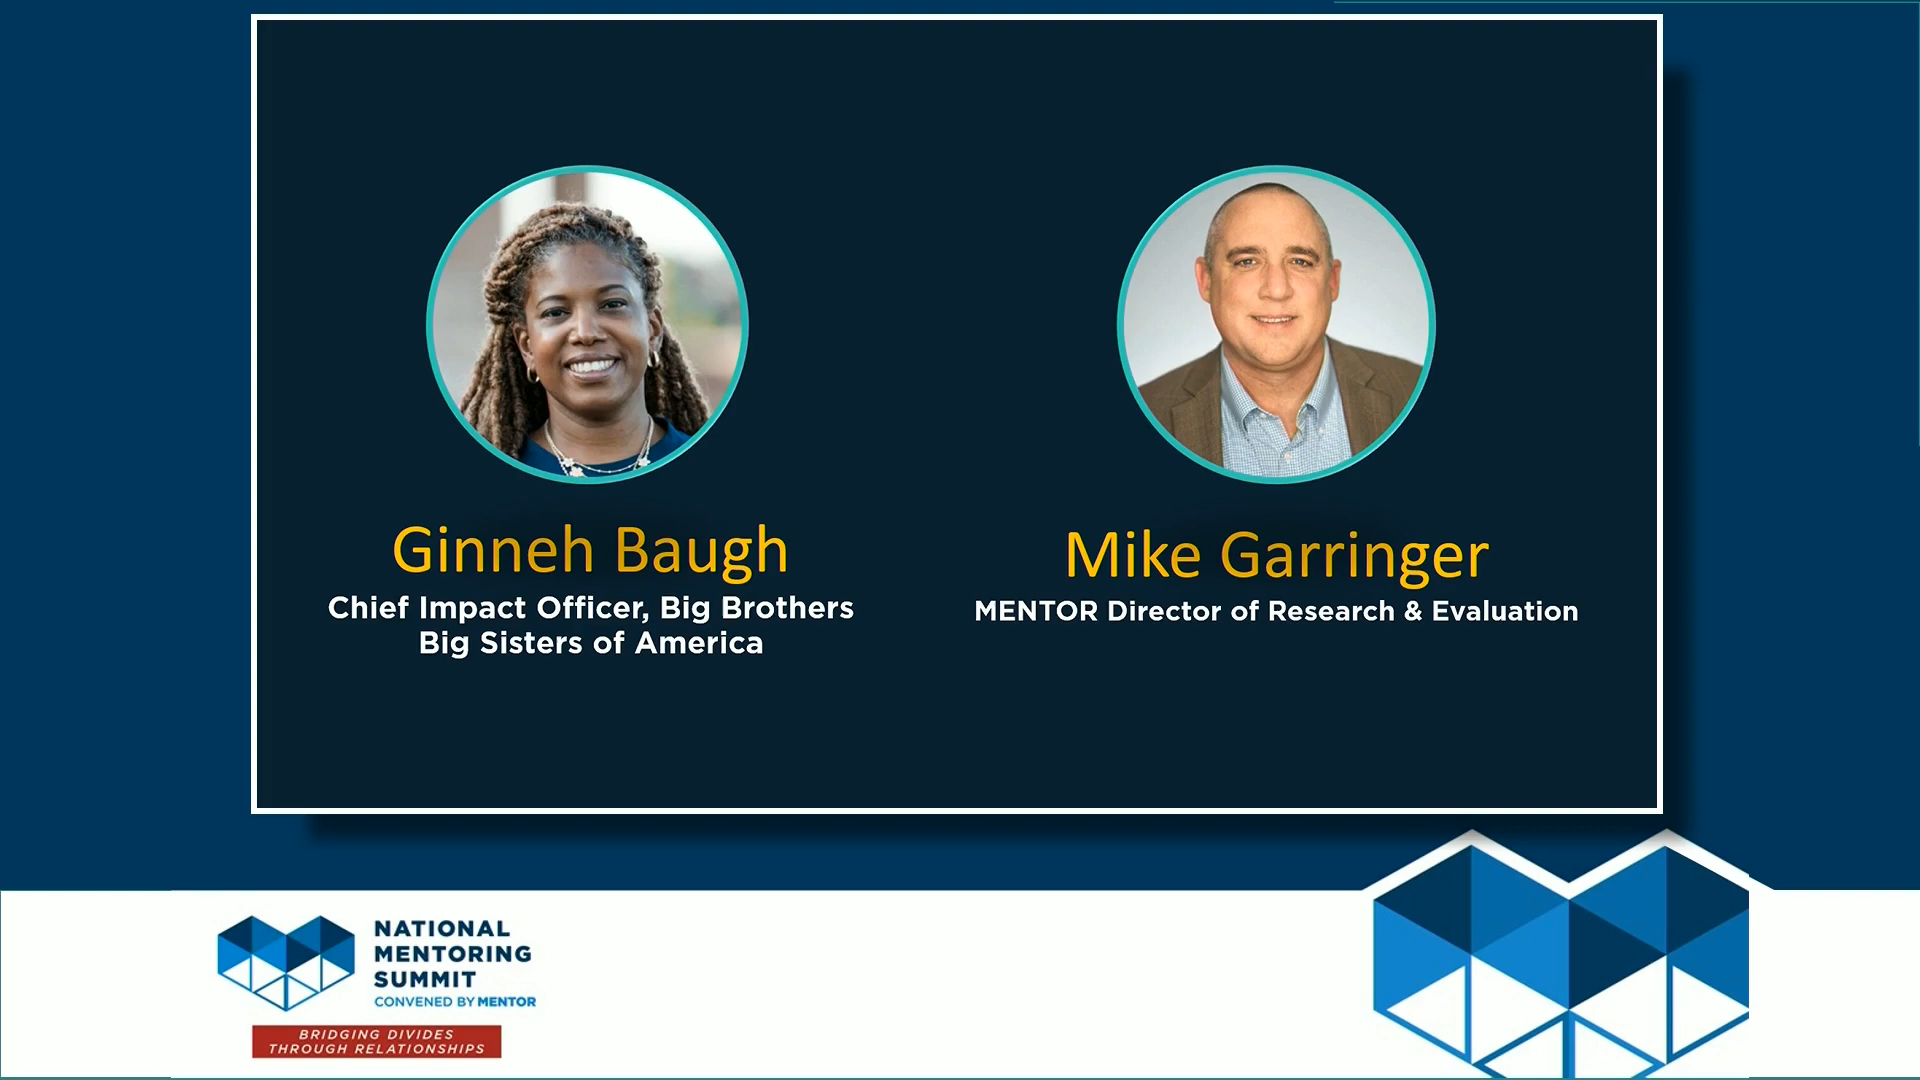 Ginneh Baugh
Chief Impact Officer, Big Brothers
Big Sisters of America
Mike Garringer
MENTOR Director of Research & Evaluation
NATIONAL
MENTORING
SUMMIT
CONVENED BY MENTOR
BRIDGING DIVIDES
THROUGH RELATIONSHIPS